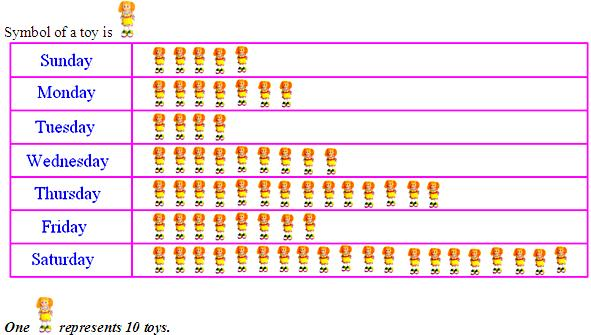 Symbol of a toy is
Sunday
Monday
Tuesday
Wednesday
Thursday
Friday
Saturday
One represents 10 toys.